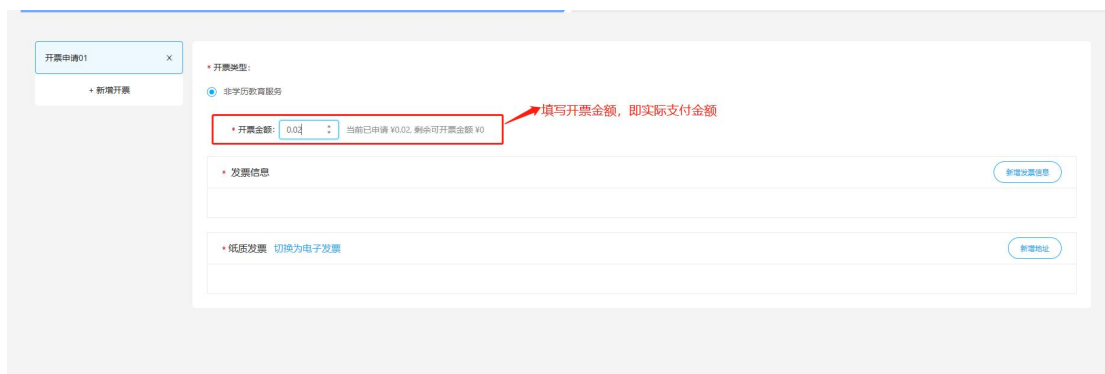 开票申请01 ×
+ 新增开票
* 开票类型：
非学历教育服务
填写开票金额，即实际支付金额
* 开票金额： 0.02 当前已申请 ¥0.02, 剩余可开票金额 ¥0
* 发票信息 新增发票信息
* 纸质发票 切换为电子发票 新增地址